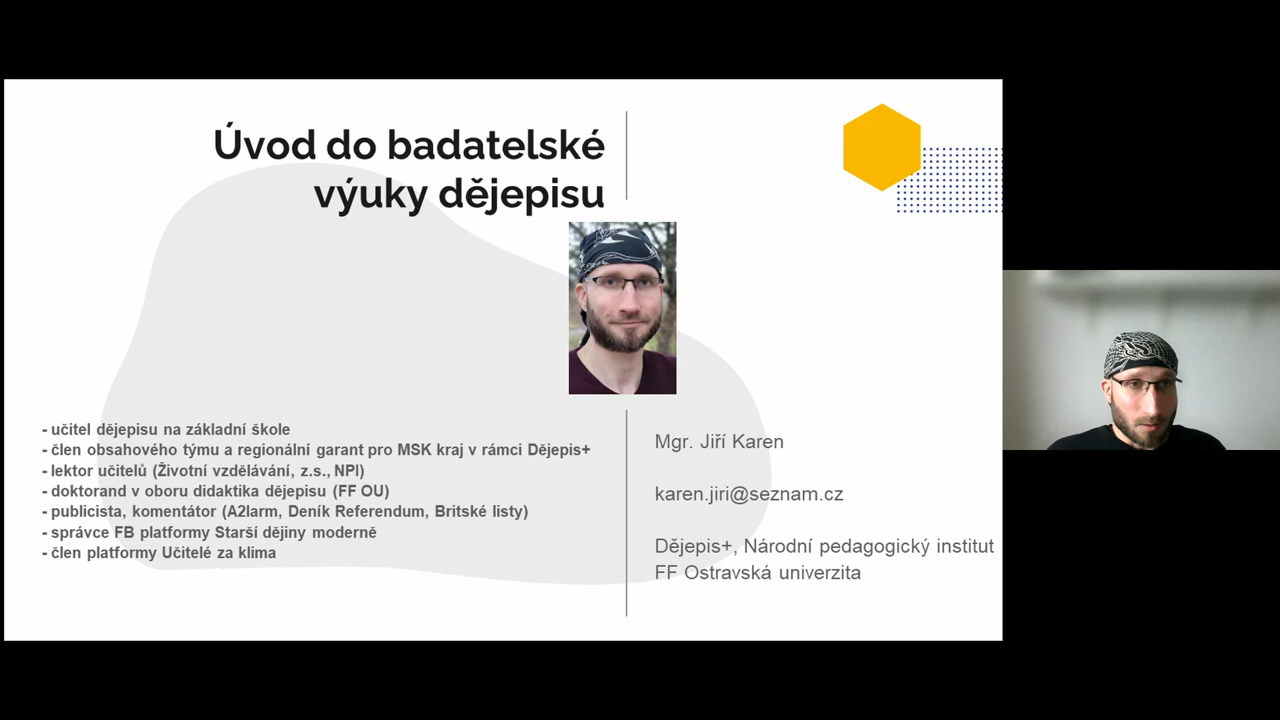 Úvod do badatelské
výuky dějepisu
- učitel dějepisu na základní škole
- člen obsahového týmu a regionální garant pro MSK kraj v rámci Dějepis+
- lektor učitelů (Životní vzdělávání, z.s., NPI)
- doktorand v oboru didaktika dějepisu (FF OU)
- publicista, komentátor (A2larm, Deník Referendum, Britské listy)
- správce FB platformy Starší dějiny moderně
- člen platformy Učitelé za klima
Mgr. Jiří Karen
karen.jiri@seznam.cz
Dějepis+, Národní pedagogický institut
FF Ostravská univerzita